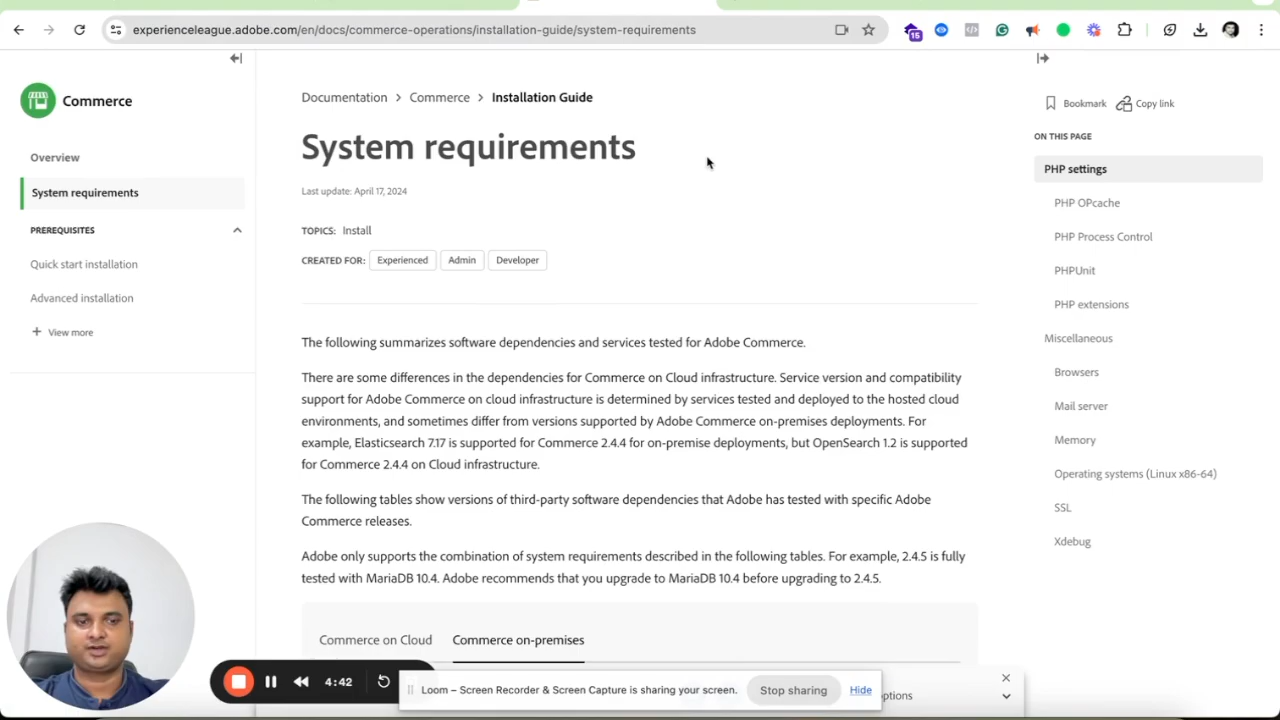 experienceleague.adobe.com/en/docs/commerce-operations/installation-guide/system-requirements
15
Commerce
Overview
System requirements
PREREQUISITES
Quick start installation
Advanced installation
+ View more
Documentation > Commerce > Installation Guide
System requirements
Last update: April 17, 2024
TOPICS: Install
CREATED FOR: Experienced Admin Developer
The following summarizes software dependencies and services tested for Adobe Commerce.
There are some differences in the dependencies for Commerce on Cloud infrastructure. Service version and compatibility
support for Adobe Commerce on cloud infrastructure is determined by services tested and deployed to the hosted cloud
environments, and sometimes differ from versions supported by Adobe Commerce on-premises deployments. For
example, Elasticsearch 7.17 is supported for Commerce 2.4.4 for on-premise deployments, but OpenSearch 1.2 is supported
for Commerce 2.4.4 on Cloud infrastructure.
The following tables show versions of third-party software dependencies that Adobe has tested with specific Adobe
Commerce releases.
Adobe only supports the combination of system requirements described in the following tables. For example, 2.4.5 is fully
tested with MariaDB 10.4. Adobe recommends that you upgrade to MariaDB 10.4 before upgrading to 2.4.5.
Commerce on Cloud Commerce on-premises
Bookmark Copy link
ON THIS PAGE
PHP settings
PHP OPcache
PHP Process Control
PHPUnit
PHP extensions
Miscellaneous
Browsers
Mail server
Memory
Operating systems (Linux x86-64)
SSL
Xdebug
4:42
Loom – Screen Recorder & Screen Capture is sharing your screen. Stop sharing Hide
ptions